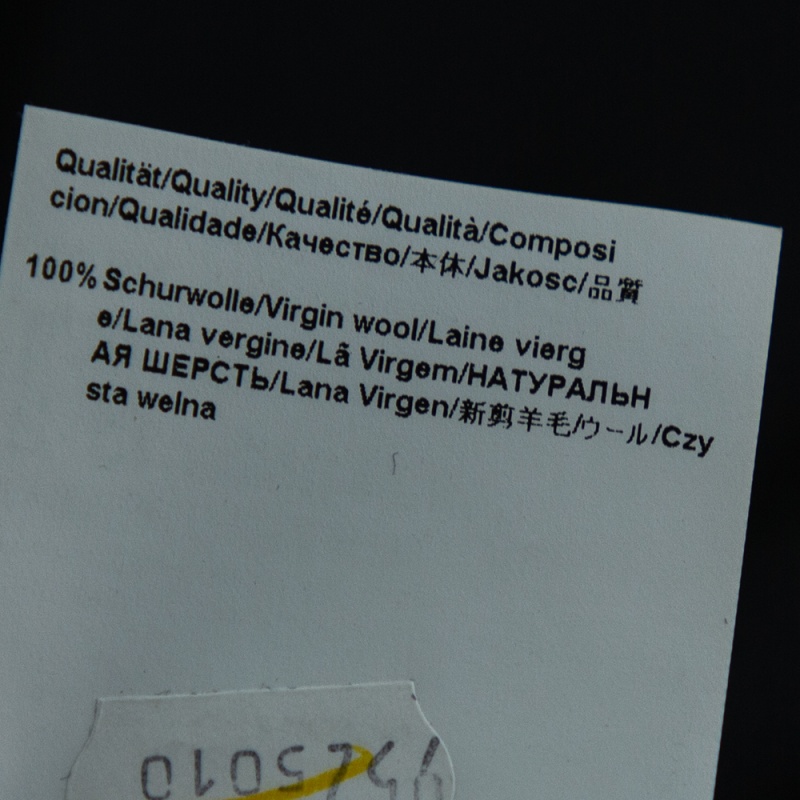 Qualität/Quality/Qualité/Qualità/Composi
cion/Qualidade/Качество/本体/Jakosc/品質
100% Schurwolle/Virgin wool/Laine vierg
e/Lana vergine/Lã Virgem/НАТУРАЛЬН
АЯ ШЕРСТЬ/Lana Virgen/新剪羊毛/ウール/Czy
sta welna